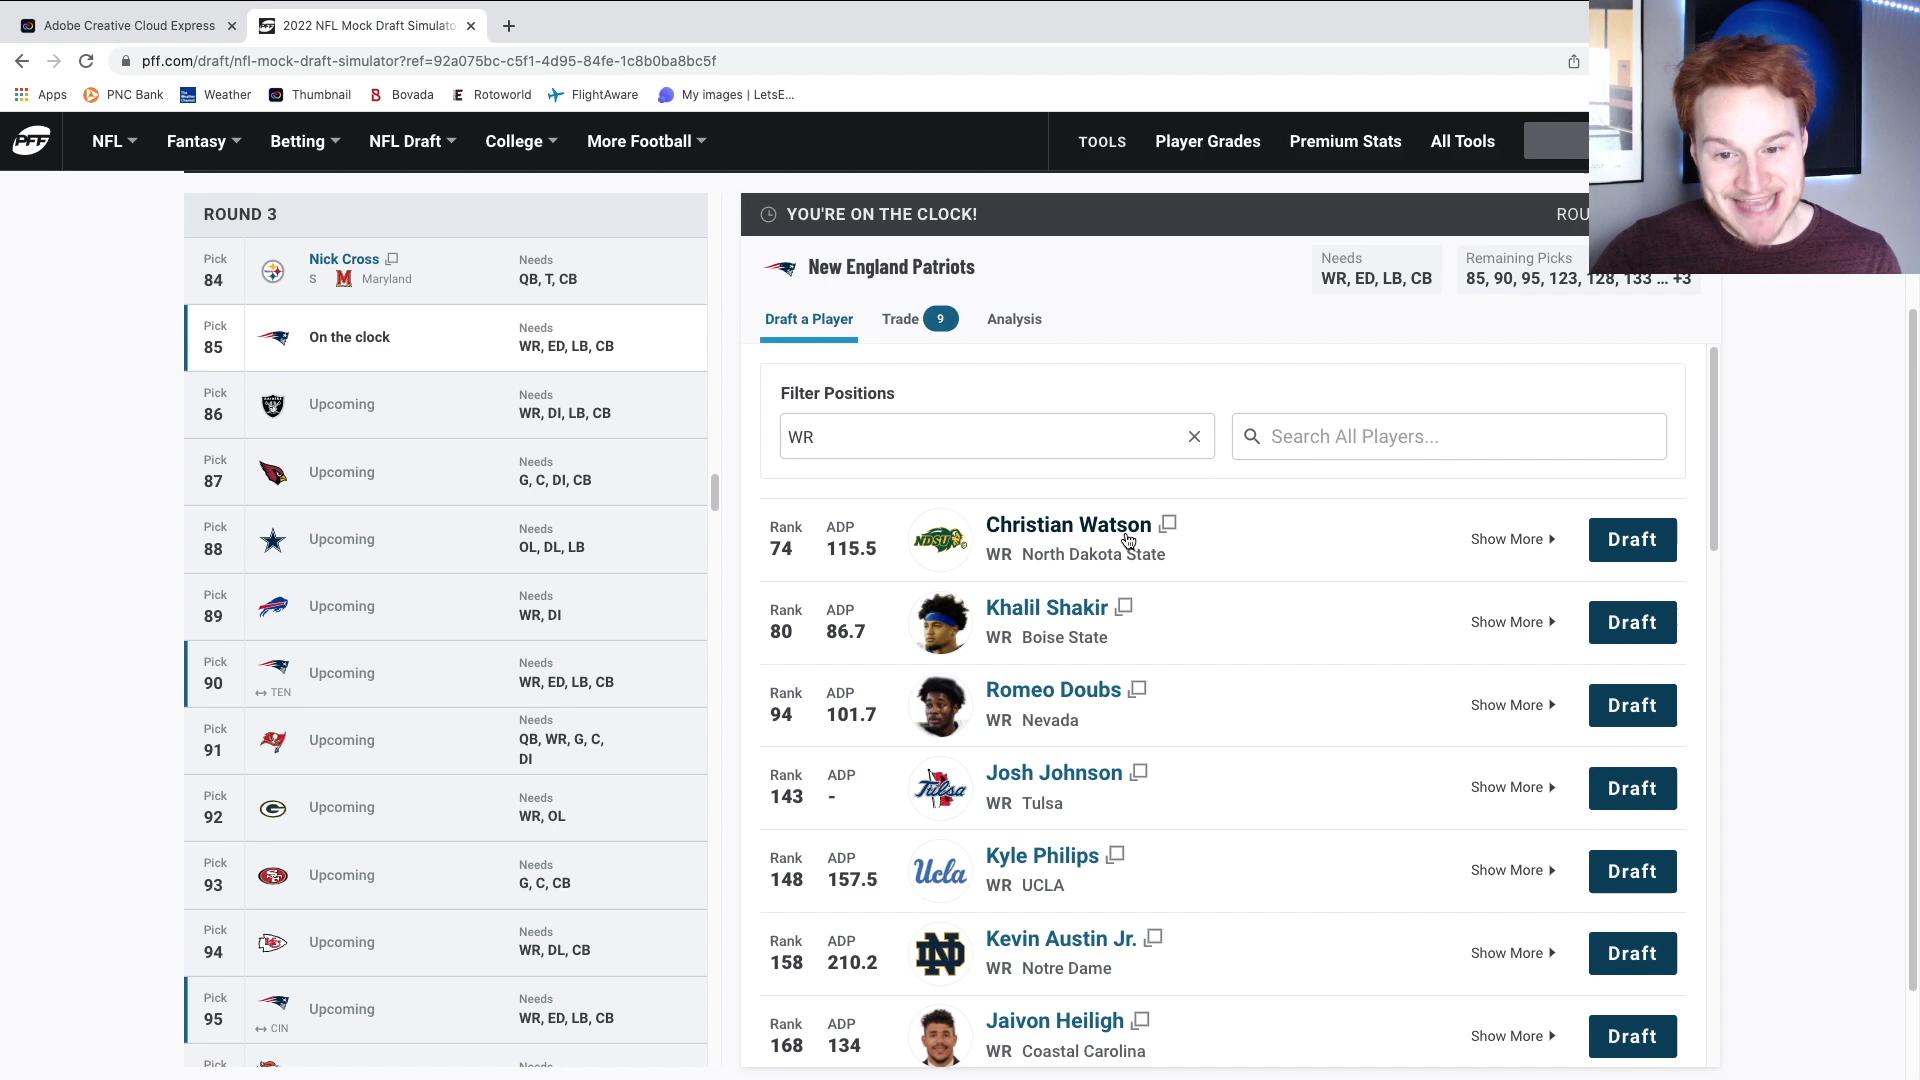 Adobe Creative Cloud Express
2022 NFL Mock Draft Simulato
pff.com/draft/nfl-mock-draft-simulator?ref=92a075bc-c5f1-4d95-84fe-1c8b0ba8bc5f
Apps PNC Bank Weather Thumbnail Bovada Rotoworld FlightAware My images | LetsE...
PFF NFL Fantasy Betting NFL Draft College More Football TOOLS Player Grades Premium Stats All Tools
ROUND 3
Pick 84
Nick Cross
S M Maryland
Needs
QB, T, CB
Pick 85
On the clock
Needs
WR, ED, LB, CB
Pick 86
Upcoming
Needs
WR, DI, LB, CB
Pick 87
Upcoming
Needs
G, C, DI, CB
Pick 88
Upcoming
Needs
OL, DL, LB
Pick 89
Upcoming
Needs
WR, DI
Pick 90
TEN
Upcoming
Needs
WR, ED, LB, CB
Pick 91
Upcoming
Needs
QB, WR, G, C,
DI
Pick 92
Upcoming
Needs
WR, OL
Pick 93
Upcoming
Needs
G, C, CB
Pick 94
Upcoming
Needs
WR, DL, CB
Pick 95
CIN
Upcoming
Needs
WR, ED, LB, CB
YOU'RE ON THE CLOCK! ROU
New England Patriots
Needs
WR, ED, LB, CB
Remaining Picks
85, 90, 95, 123, 128, 133 ... +3
Draft a Player Trade 9 Analysis
Filter Positions
WR
Search All Players...
Rank ADP
74 115.5
NDSU
Christian Watson
WR North Dakota State
Show More Draft
Rank ADP
80 86.7
Khalil Shakir
WR Boise State
Show More Draft
Rank ADP
94 101.7
Romeo Doubs
WR Nevada
Show More Draft
Rank ADP
143 -
Tulsa
Josh Johnson
WR Tulsa
Show More Draft
Rank ADP
148 157.5
Ucla
Kyle Philips
WR UCLA
Show More Draft
Rank ADP
158 210.2
Kevin Austin Jr.
WR Notre Dame
Show More Draft
Rank ADP
168 134
Jaivon Heiligh
WR Coastal Carolina
Show More Draft